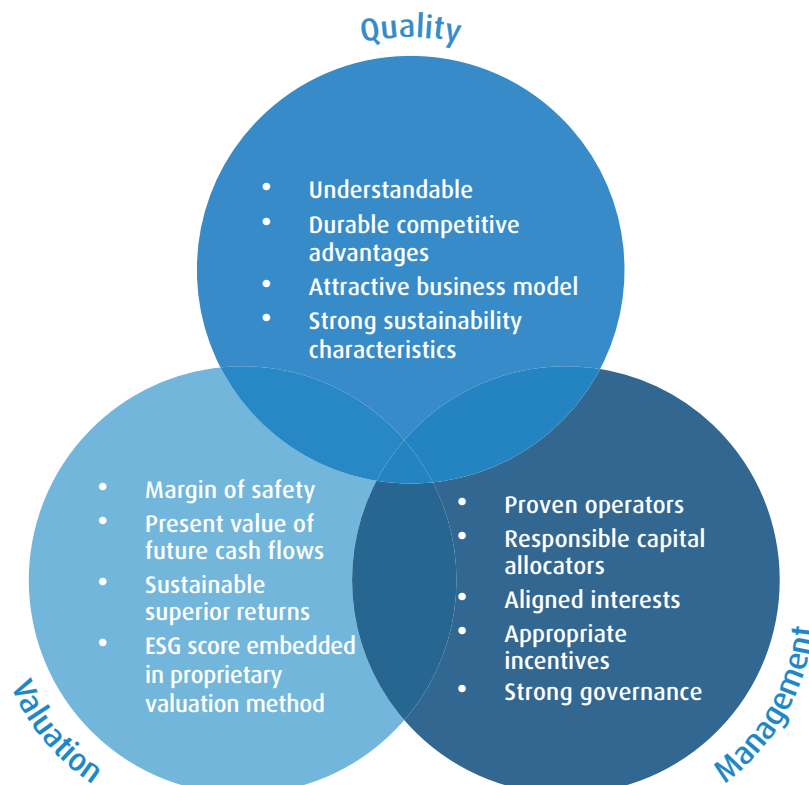 Quality
• Understandable
• Durable competitive
advantages
• Attractive business model
• Strong sustainability
characteristics
• Margin of safety
• Present value of
future cash flows
• Sustainable
superior returns
• ESG score embedded
in proprietary
valuation method
Valuation
• Proven operators
• Responsible capital
allocators
• Aligned interests
• Appropriate
incentives
• Strong governance
Management